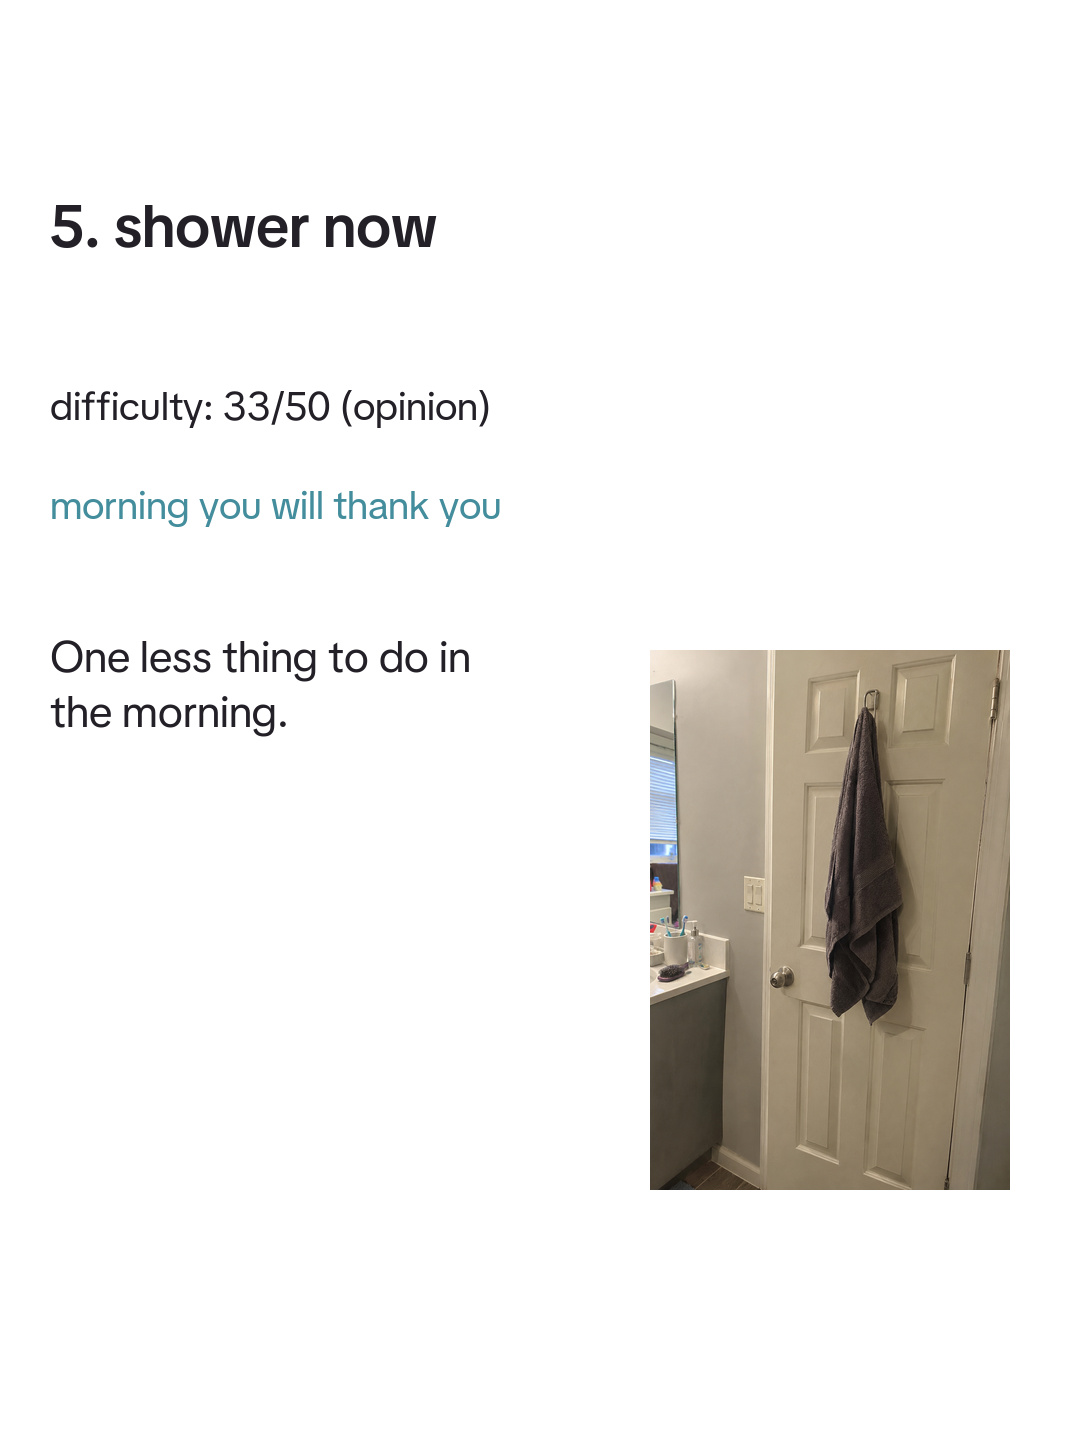 5. shower now
difficulty: 33/50 (opinion)
morning you will thank you
One less thing to do in
the morning.